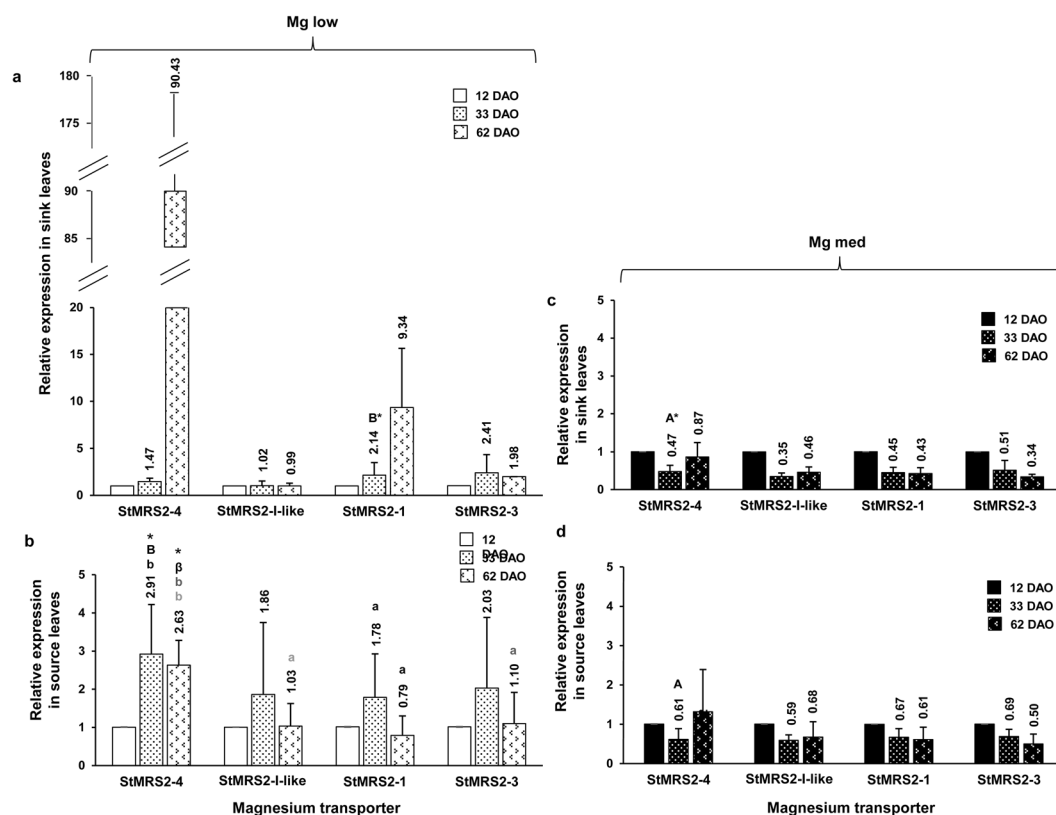 Mg low
a
180
175
90
85
20
15
10
5
0
Relative expression in sink leaves
90.43
12 DAO
33 DAO
62 DAO
1.47
1.02
0.99
B*
2.14
9.34
2.41
1.98
StMRS2-4
StMRS2-I-like
StMRS2-1
StMRS2-3
b
5
4
3
2
1
0
Relative expression
in source leaves
12
DAO
33 DAO
62 DAO
*
B
b
2.91
*
β
b
b
2.63
1.86
a
1.03
a
1.78
a
0.79
2.03
a
1.10
StMRS2-4
StMRS2-I-like
StMRS2-1
StMRS2-3
Magnesium transporter
Mg med
c
5
4
3
2
1
0
Relative expression
in sink leaves
12 DAO
33 DAO
62 DAO
A*
0.47
0.87
0.35
0.46
0.45
0.43
0.51
0.34
StMRS2-4
StMRS2-I-like
StMRS2-1
StMRS2-3
d
5
4
3
2
1
0
Relative expression
in source leaves
12 DAO
33 DAO
62 DAO
A
0.61
0.59
0.68
0.67
0.61
0.69
0.50
StMRS2-4
StMRS2-I-like
StMRS2-1
StMRS2-3
Magnesium transporter